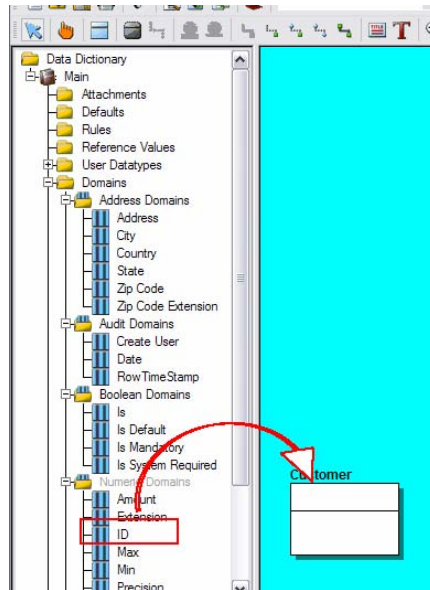 T
Data Dictionary
Main
Attachments
Defaults
Rules
Reference Values
User Datatypes
Domains
Address Domains
Address
City
Country
State
Zip Code
Zip Code Extension
Audit Domains
Create User
Date
RowTimeStamp
Boolean Domains
Is
Is Default
Is Mandatory
Is System Required
Numeric Domains
Amount
Extension
ID
Max
Min
Precision
Customer